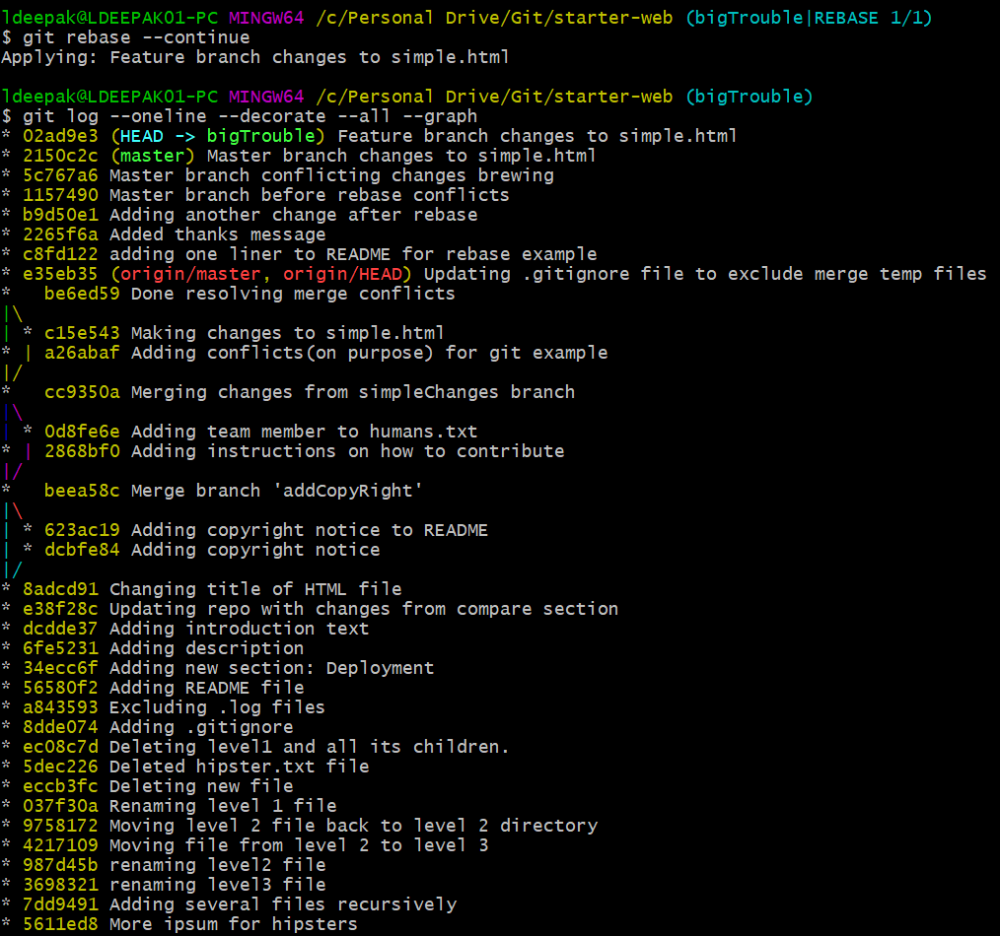 ldeepak@LDEEPAK01-PC MINGW64 /c/Personal Drive/Git/starter-web (bigTrouble|REBASE 1/1)
$ git rebase --continue
Applying: Feature branch changes to simple.html

ldeepak@LDEEPAK01-PC MINGW64 /c/Personal Drive/Git/starter-web (bigTrouble)
$ git log --oneline --decorate --all --graph
* 02ad9e3 (HEAD -> bigTrouble) Feature branch changes to simple.html
* 2150c2c (master) Master branch changes to simple.html
* 5c767a6 Master branch conflicting changes brewing
* 1157490 Master branch before rebase conflicts
* b9d50e1 Adding another change after rebase
* 2265f6a Added thanks message
* c8fd122 adding one liner to README for rebase example
* e35eb35 (origin/master, origin/HEAD) Updating .gitignore file to exclude merge temp files
*   be6ed59 Done resolving merge conflicts
|\
| * c15e543 Making changes to simple.html
* | a26abaf Adding conflicts(on purpose) for git example
|/
*   cc9350a Merging changes from simpleChanges branch
|\
| * 0d8fe6e Adding team member to humans.txt
* | 2868bf0 Adding instructions on how to contribute
|/
*   beea58c Merge branch 'addCopyRight'
|\
| * 623ac19 Adding copyright notice to README
| * dcbfe84 Adding copyright notice
|/
* 8adcd91 Changing title of HTML file
* e38f28c Updating repo with changes from compare section
* dcdde37 Adding introduction text
* 6fe5231 Adding description
* 34ecc6f Adding new section: Deployment
* 56580f2 Adding README file
* a843593 Excluding .log files
* 8dde074 Adding .gitignore
* ec08c7d Deleting level1 and all its children.
* 5dec226 Deleted hipster.txt file
* eccb3fc Deleting new file
* 037f30a Renaming level 1 file
* 9758172 Moving level 2 file back to level 2 directory
* 4217109 Moving file from level 2 to level 3
* 987d45b renaming level2 file
* 3698321 renaming level3 file
* 7dd9491 Adding several files recursively
* 5611ed8 More ipsum for hipsters